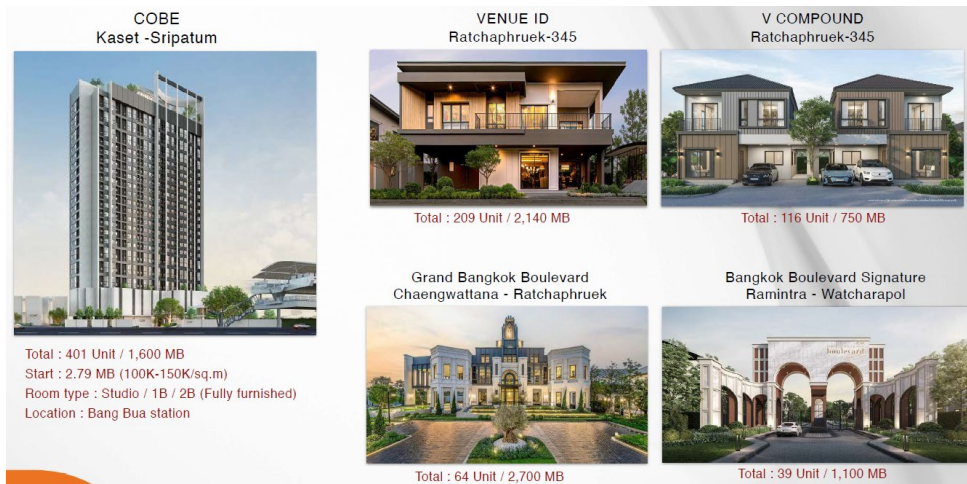 COBE
Kaset -Sripatum
Total : 401 Unit / 1,600 MB
Start : 2.79 MB (100K-150K/sq.m)
Room type : Studio / 1B / 2B (Fully furnished)
Location : Bang Bua station
VENUE ID
Ratchaphruek-345
Total : 209 Unit / 2,140 MB
V COMPOUND
Ratchaphruek-345
Total : 116 Unit / 750 MB
Grand Bangkok Boulevard
Chaengwattana - Ratchaphruek
Total : 64 Unit / 2,700 MB
Bangkok Boulevard Signature
Ramintra - Watcharapol
boulevard
Total : 39 Unit / 1,100 MB